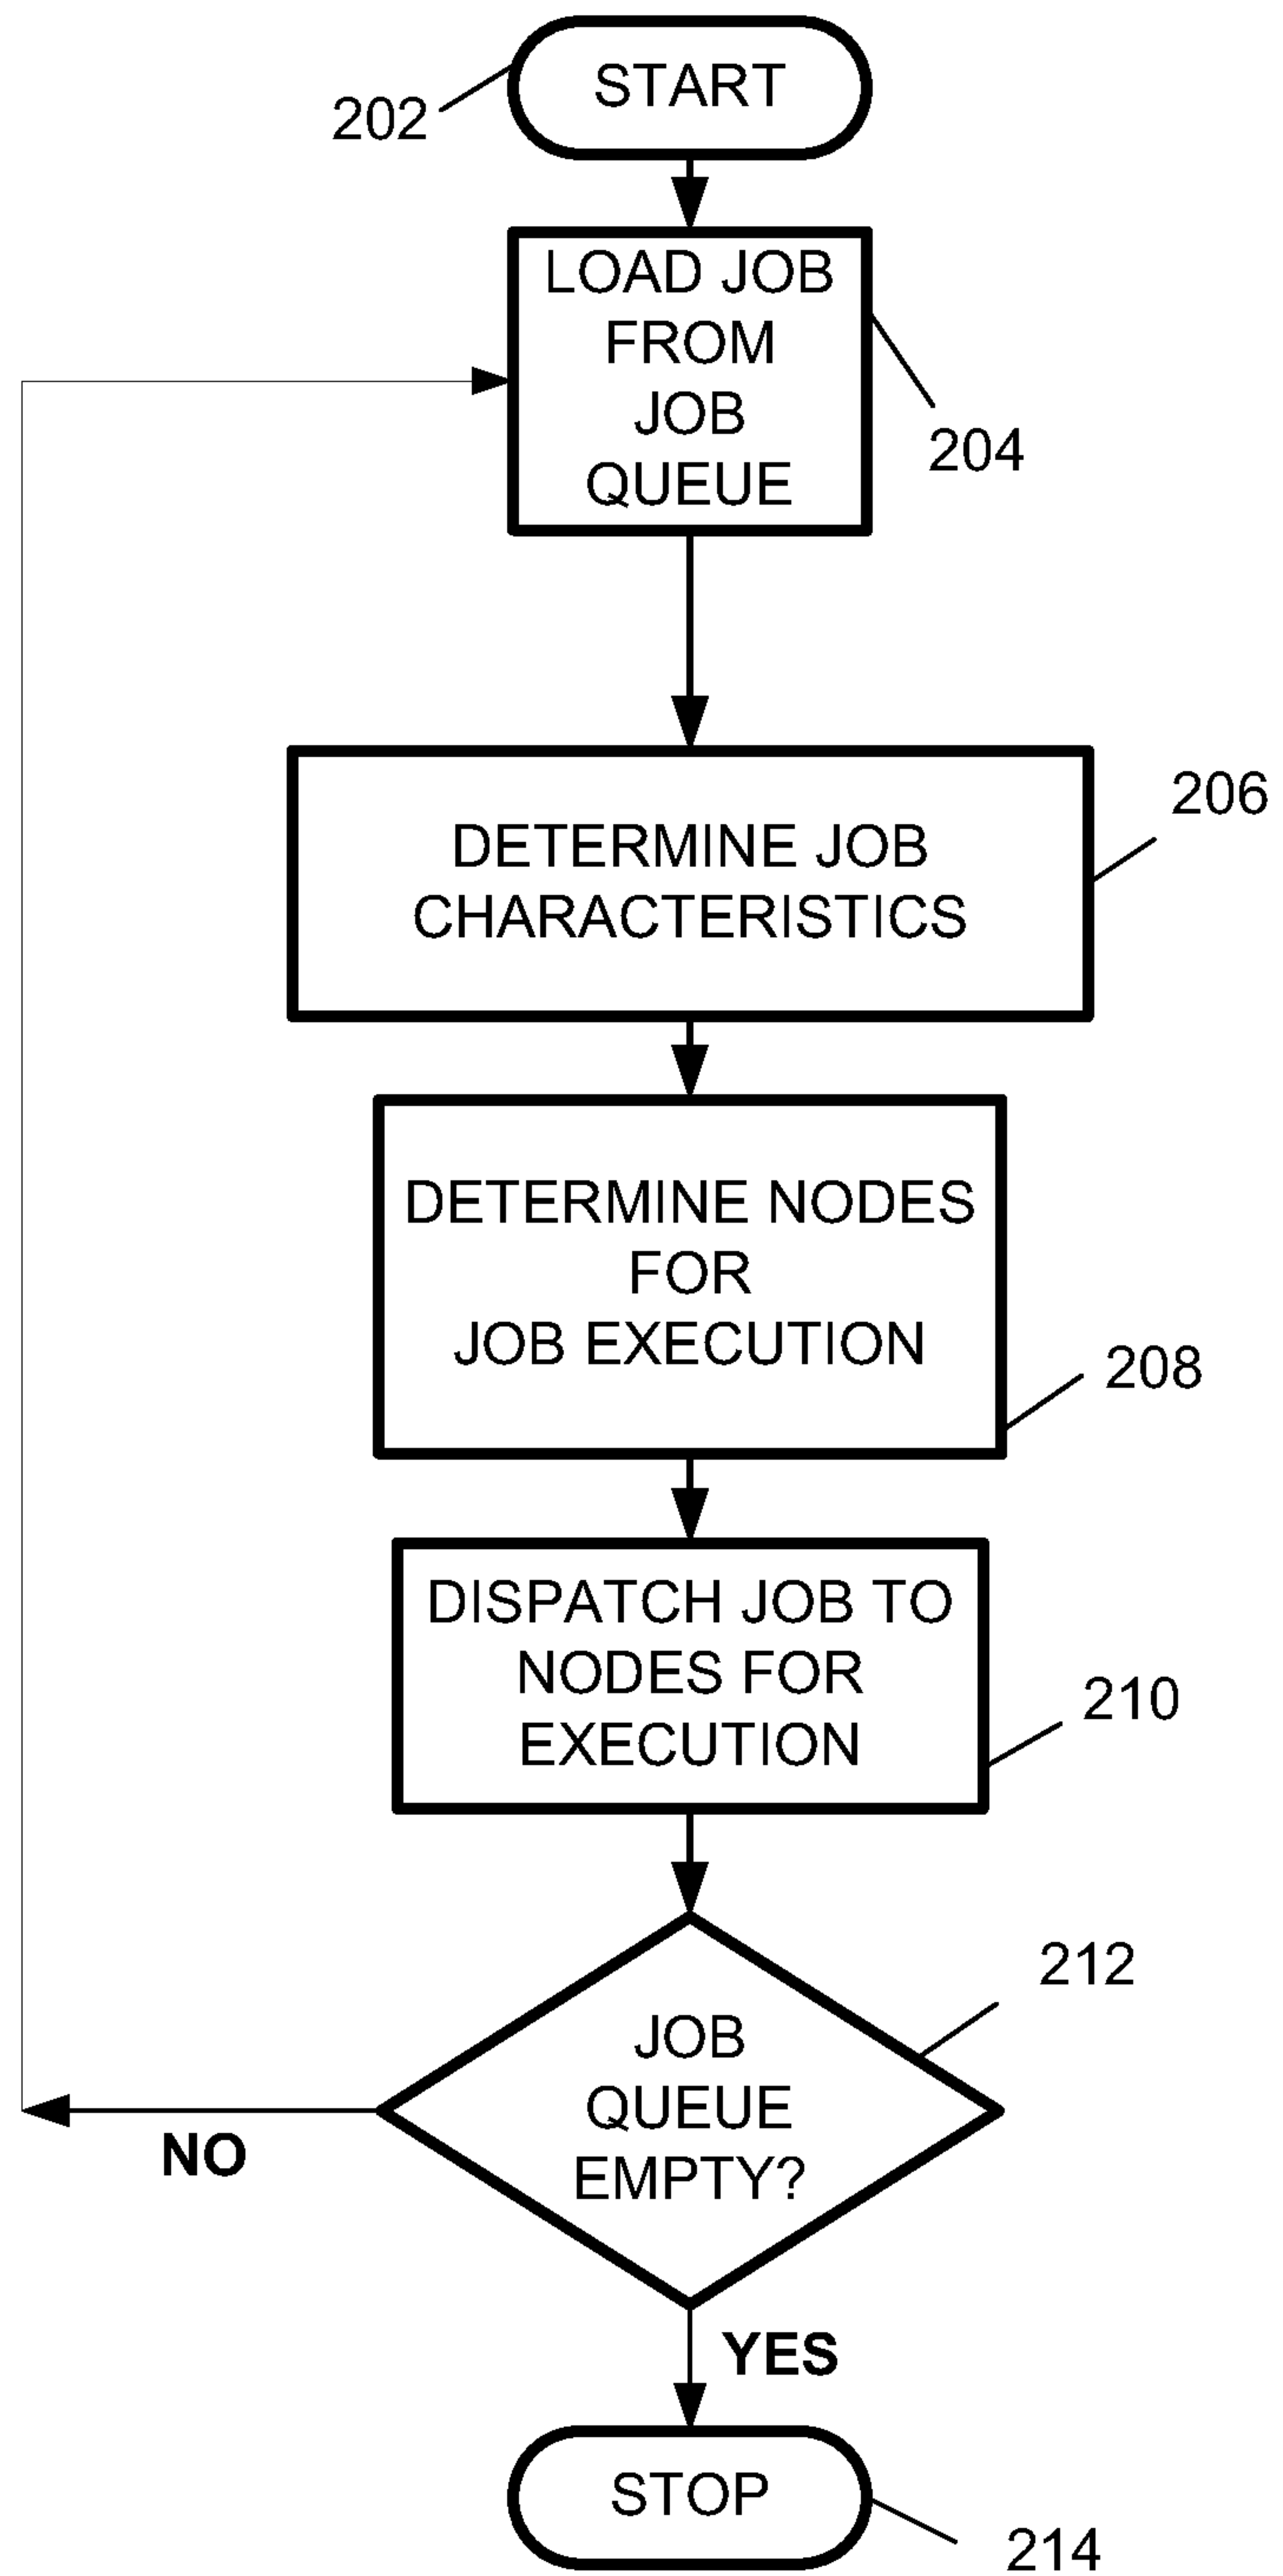 START
202
LOAD JOB
FROM
JOB
QUEUE
204
206
DETERMINE JOB
CHARACTERISTICS
DETERMINE NODES
FOR
JOB EXECUTION
208
DISPATCH JOB TO
NODES FOR
EXECUTION
210
212
JOB
QUEUE
EMPTY?
NO
YES
STOP
214